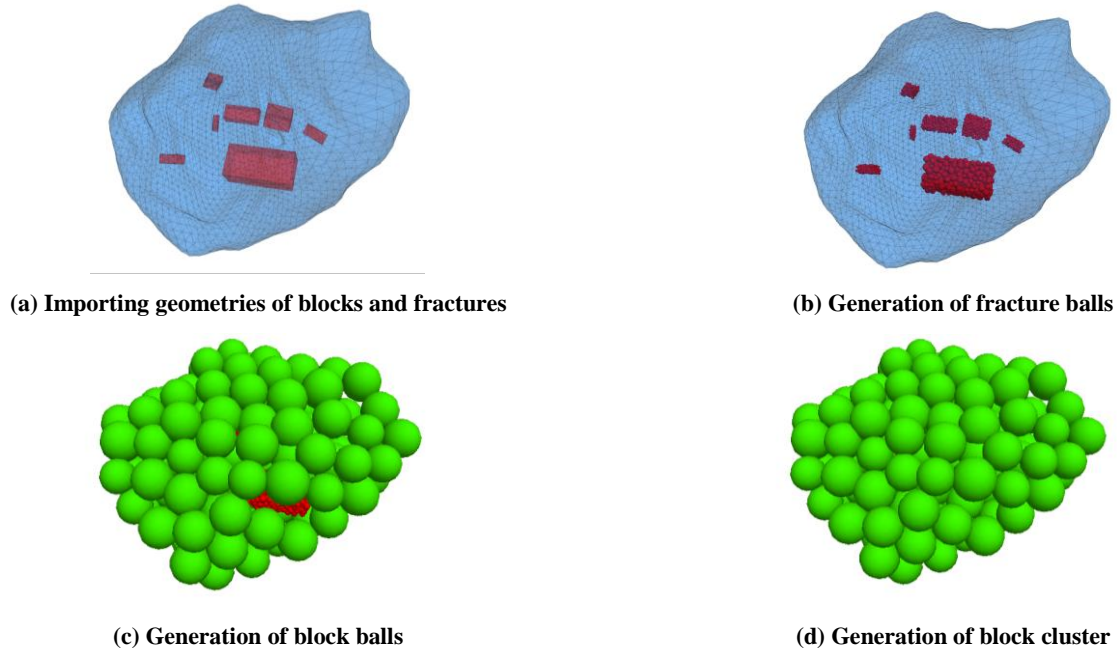 (a) Importing geometries of blocks and fractures
(b) Generation of fracture balls
(c) Generation of block balls
(d) Generation of block cluster